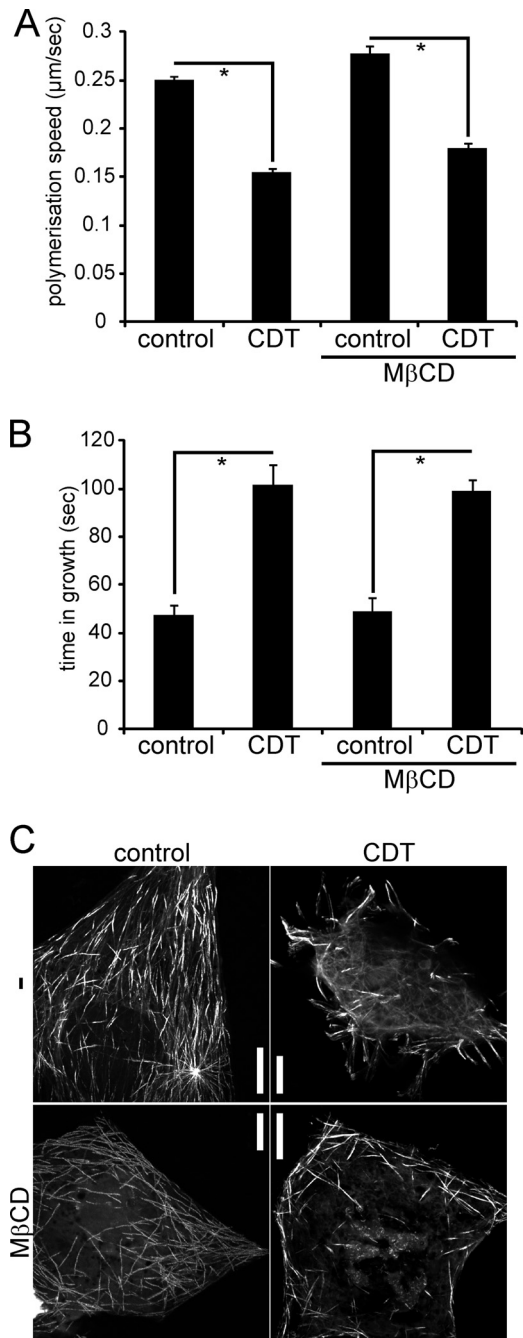 A
polymerisation speed (µm/sec)
0.3
0.25
0.2
0.15
0.1
0.05
0
*
*
control
CDT
control
CDT
MβCD
B
time in growth (sec)
120
100
80
60
40
20
0
*
*
control
CDT
control
CDT
MβCD
C
control
CDT
-
MβCD